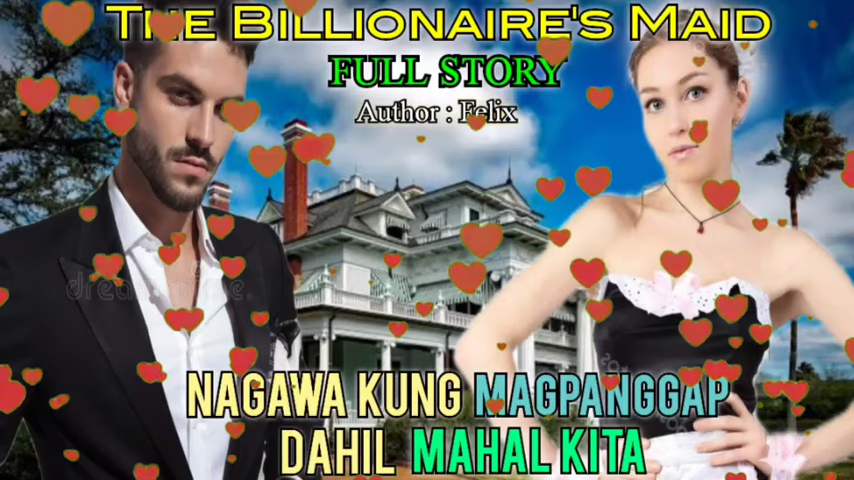 THE BILLIONAIRE'S MAID
FULL STORY
Author : Felix
NAGAWA KUNG MAGPANGGAP
DAHIL MAHAL KITA